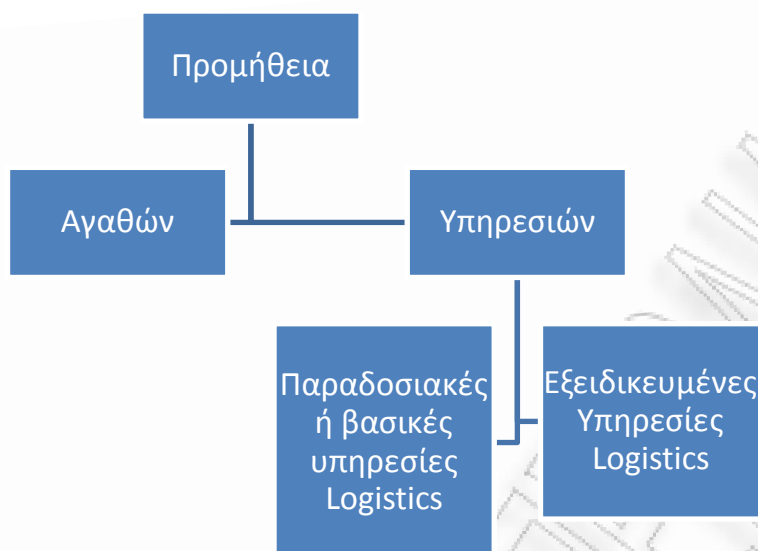 Προμήθεια
Αγαθών
Υπηρεσιών
Παραδοσιακές
ή βασικές
υπηρεσίες
Logistics
Εξειδικευμένες
Υπηρεσίες
Logistics